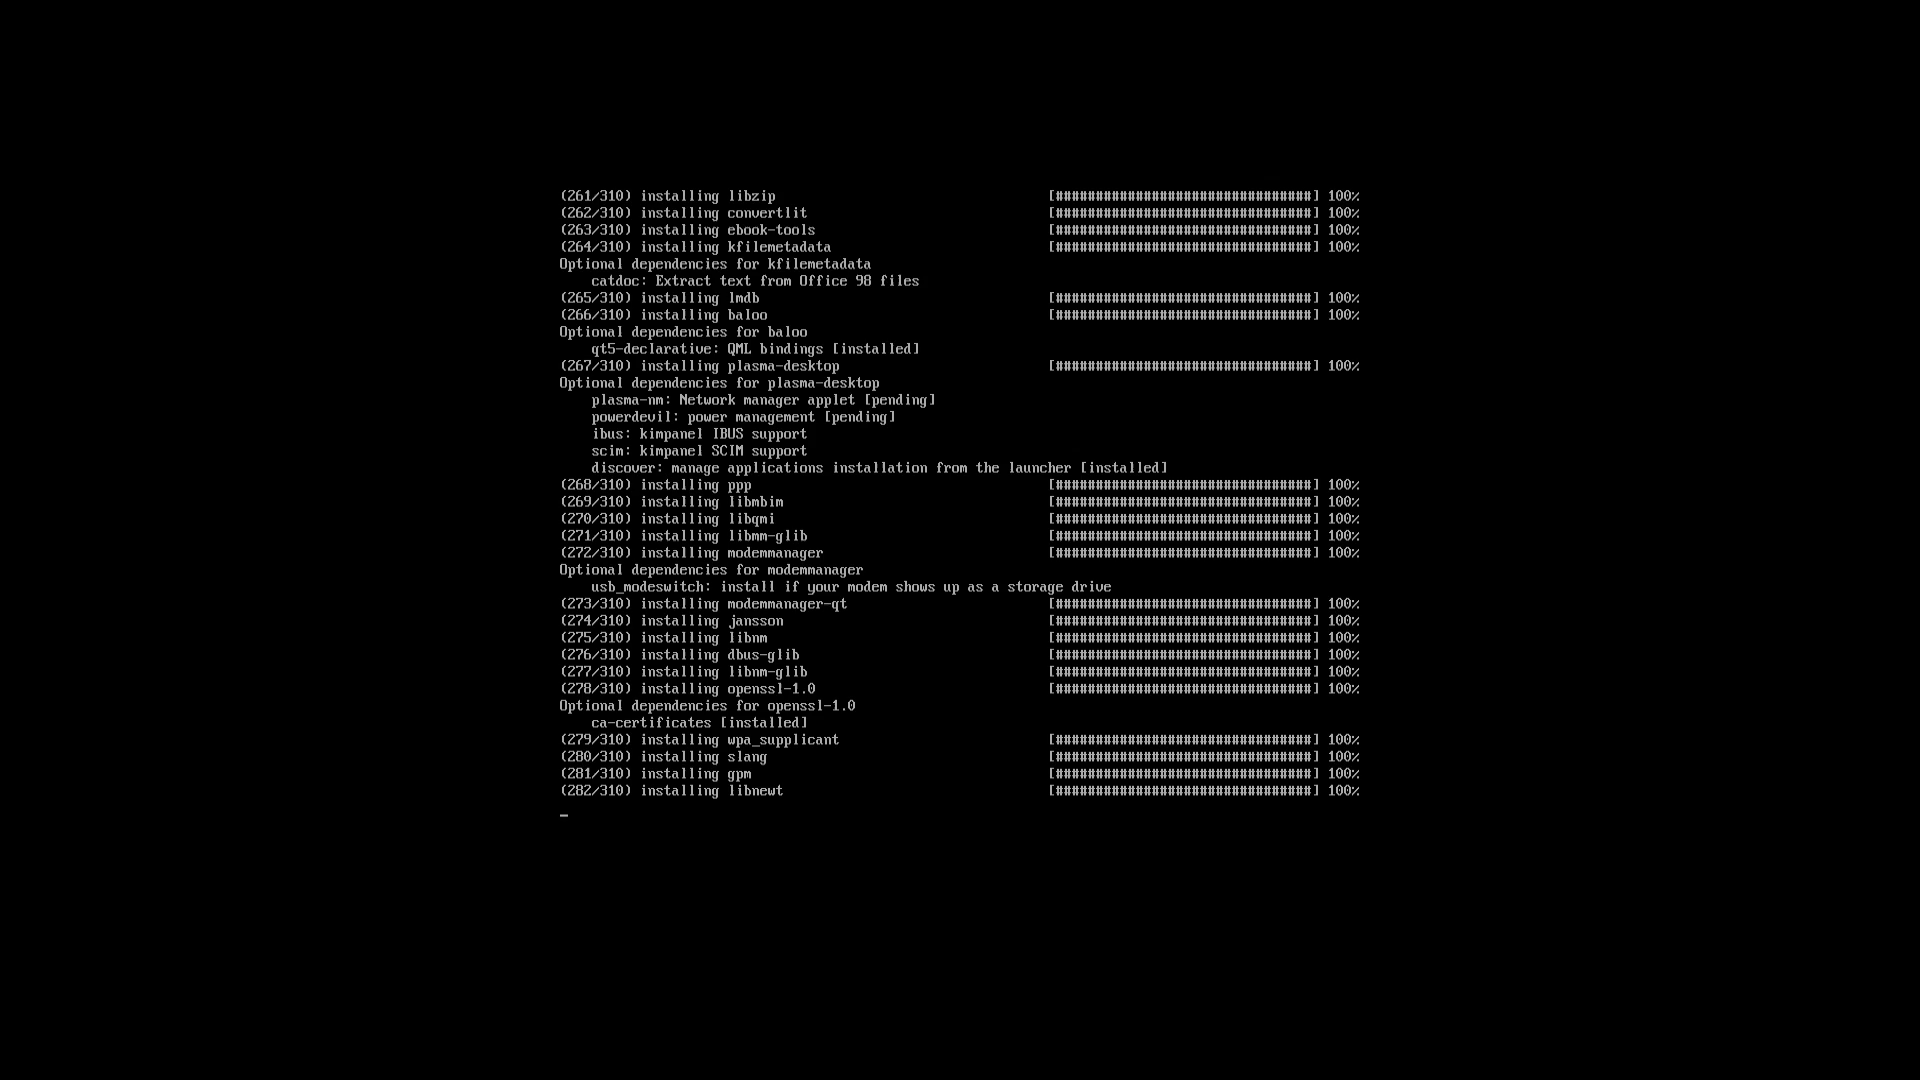 (261/310) installing libzip [################################] 100%
(262/310) installing convertlit [################################] 100%
(263/310) installing ebook-tools [################################] 100%
(264/310) installing kfilemetadata [################################] 100%
Optional dependencies for kfilemetadata
    catdoc: Extract text from Office 98 files
(265/310) installing lmdb [################################] 100%
(266/310) installing baloo [################################] 100%
Optional dependencies for baloo
    qt5-declarative: QML bindings [installed]
(267/310) installing plasma-desktop [################################] 100%
Optional dependencies for plasma-desktop
    plasma-nm: Network manager applet [pending]
    powerdevil: power management [pending]
    ibus: kimpanel IBUS support
    scim: kimpanel SCIM support
    discover: manage applications installation from the launcher [installed]
(268/310) installing ppp [################################] 100%
(269/310) installing libmbim [################################] 100%
(270/310) installing libqmi [################################] 100%
(271/310) installing libmm-glib [################################] 100%
(272/310) installing modemmanager [################################] 100%
Optional dependencies for modemmanager
    usb_modeswitch: install if your modem shows up as a storage drive
(273/310) installing modemmanager-qt [################################] 100%
(274/310) installing jansson [################################] 100%
(275/310) installing libnm [################################] 100%
(276/310) installing dbus-glib [################################] 100%
(277/310) installing libnm-glib [################################] 100%
(278/310) installing openssl-1.0 [################################] 100%
Optional dependencies for openssl-1.0
    ca-certificates [installed]
(279/310) installing wpa_supplicant [################################] 100%
(280/310) installing slang [################################] 100%
(281/310) installing gpm [################################] 100%
(282/310) installing libnewt [################################] 100%